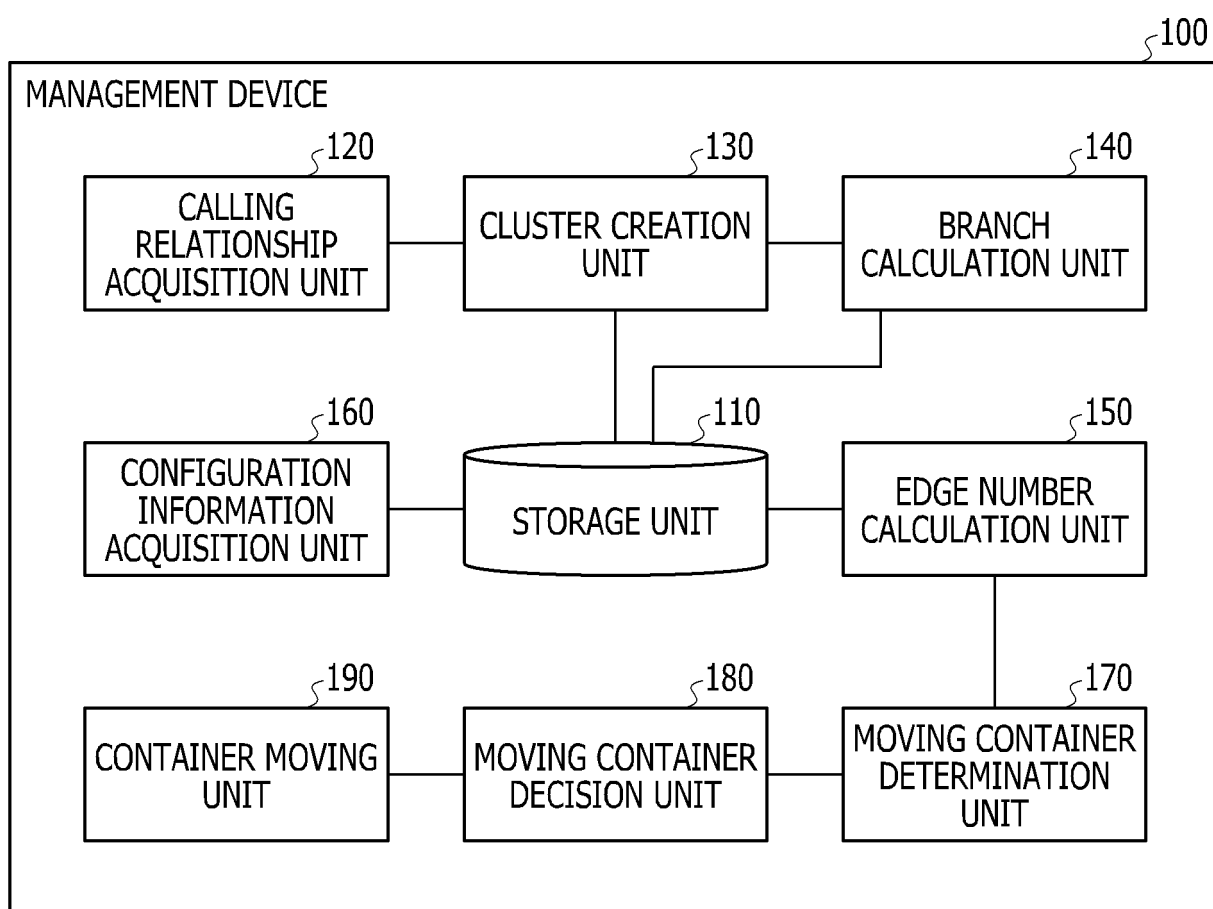 100
MANAGEMENT DEVICE
120
CALLING
RELATIONSHIP
ACQUISITION UNIT
130
CLUSTER CREATION
UNIT
140
BRANCH
CALCULATION UNIT
160
CONFIGURATION
INFORMATION
ACQUISITION UNIT
110
STORAGE UNIT
150
EDGE NUMBER
CALCULATION UNIT
190
CONTAINER MOVING
UNIT
180
MOVING CONTAINER
DECISION UNIT
170
MOVING CONTAINER
DETERMINATION
UNIT